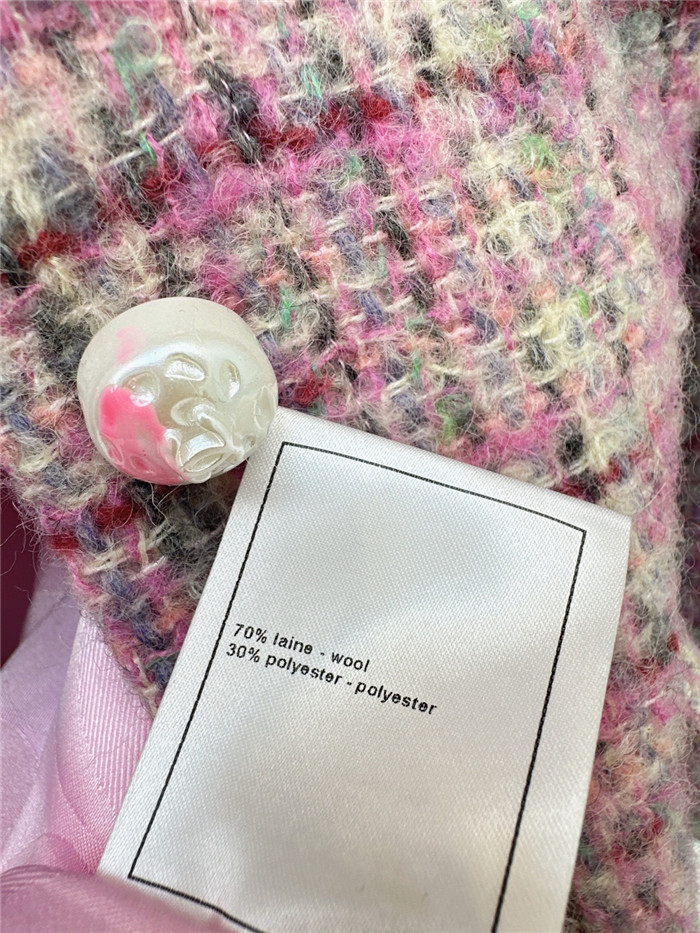 70% laine - wool
30% polyester - polyester